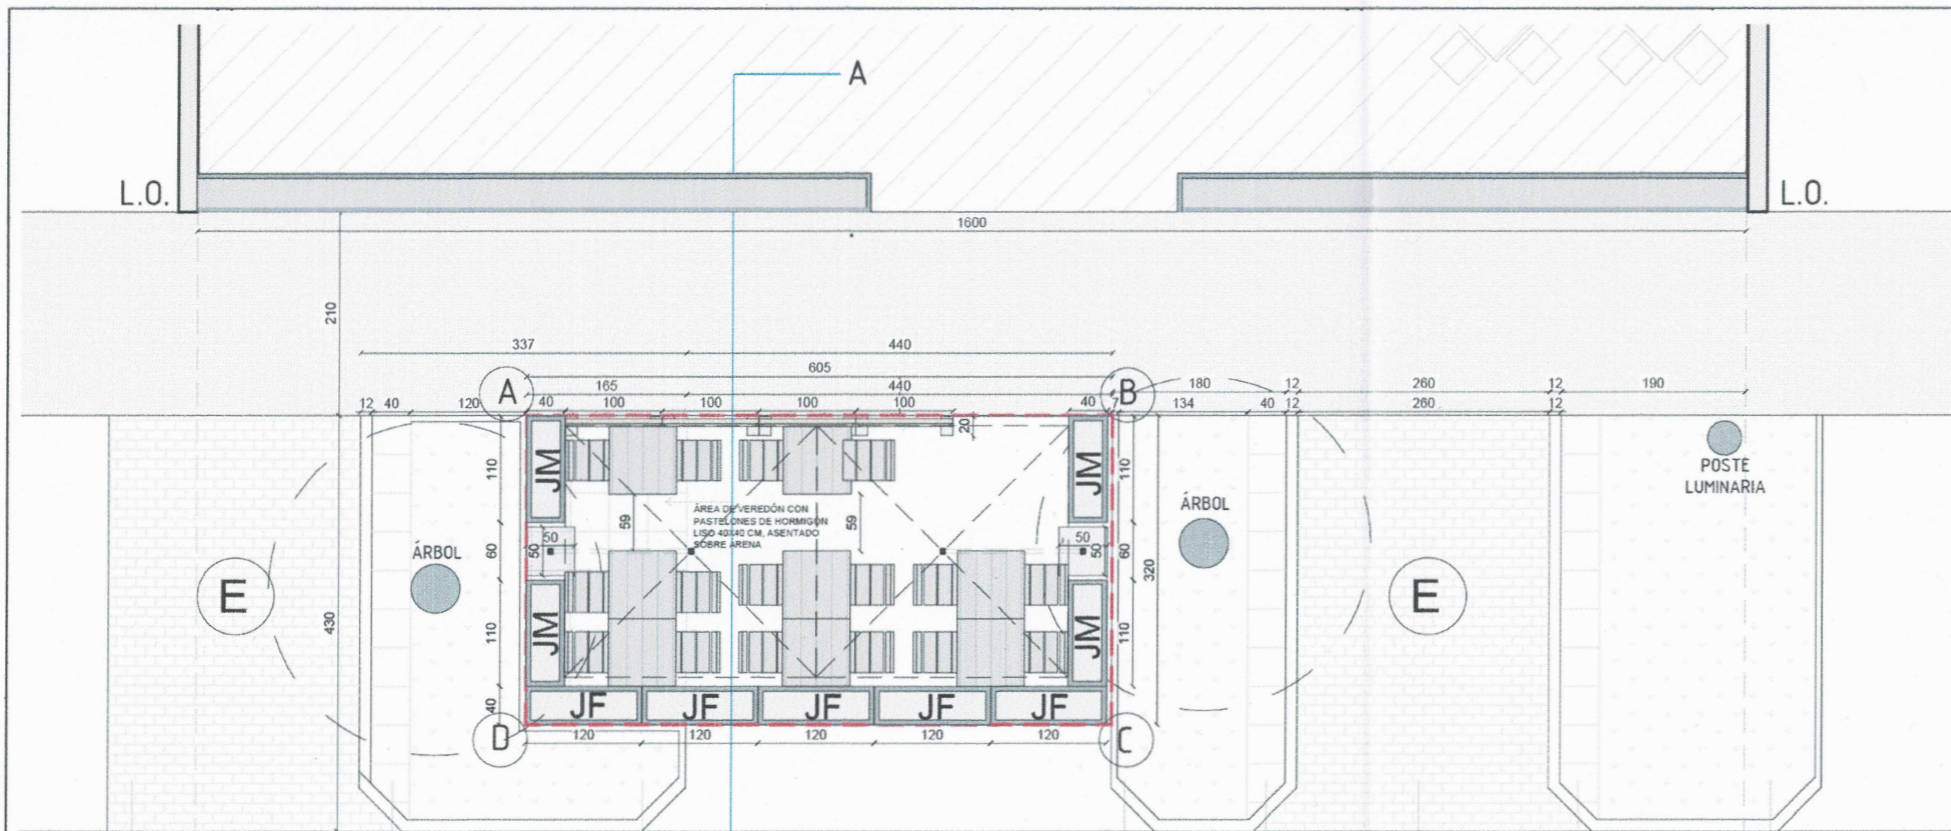 A
L.O.
L.O.
1600
210
337
440
605
A
165
440
B
180
12
260
12
190
12
40
120
40
100
100
100
100
40
7
134
40
12
260
12
20
JM
110
JM
110
POSTE
LUMINARIA
ÁRBOL
ÁREA DE VEREDÓN CON
PASTELONES DE HORMIGÓN
LISO 40X40 CM, ASENTADO
SOBRE ARENA
59
59
ÁRBOL
50
50
60
50
50
60
320
E
E
430
110
JM
JM
110
40
JF
JF
JF
JF
JF
D
120
120
120
120
120
C